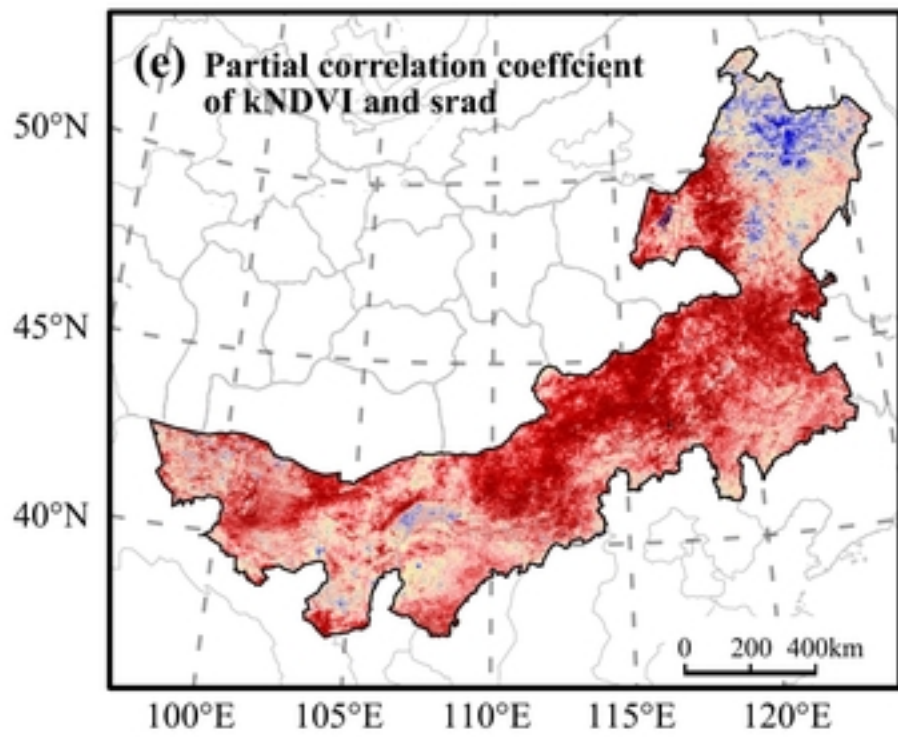 (e) Partial correlation coeffcient
of kNDVI and srad
50°N
45°N
40°N
0 200 400km
100°E 105°E 110°E 115°E 120°E